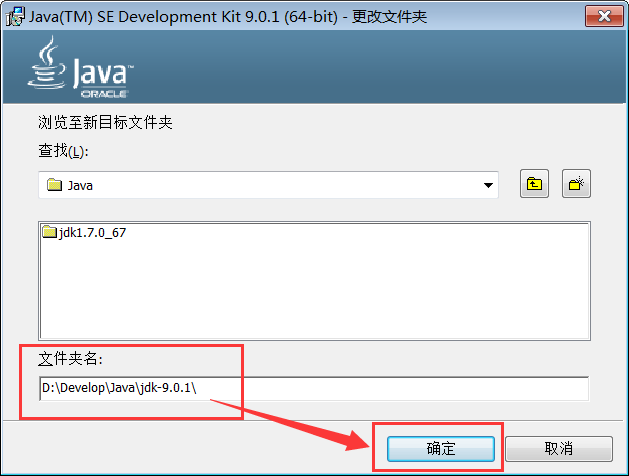 Java(TM) SE Development Kit 9.0.1 (64-bit) - 更改文件夹
Java™
ORACLE
浏览至新目标文件夹
查找(L):
Java
jdk1.7.0_67
文件夹名:
D:\Develop\Java\jdk-9.0.1\
确定 取消